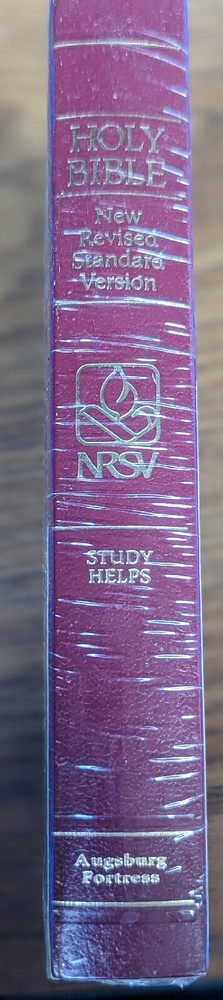 HOLY
BIBLE
New
Revised
Standard
Version
NRSV
STUDY
HELPS
Augsburg
Fortress